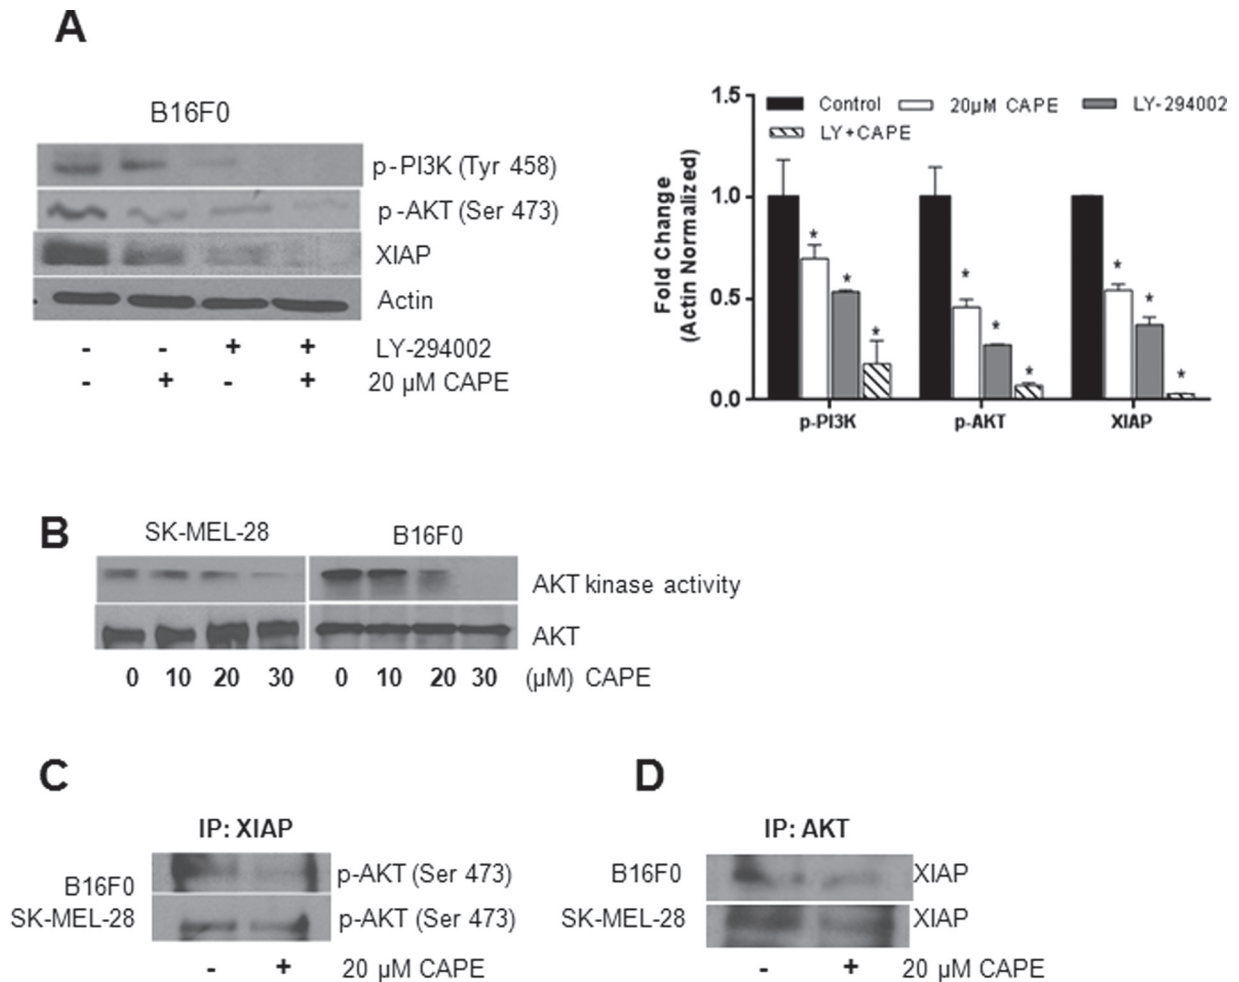 A
B16F0
p-PI3K (Tyr 458)
p-AKT (Ser 473)
XIAP
Actin
- - + + LY-294002
- + - + 20 µM CAPE
1.5
1.0
0.5
0.0
Fold Change
(Actin Normalized)
Control 20µM CAPE LY-294002
LY+CAPE
* * *
* * *
* * *
p-PI3K p-AKT XIAP
B
SK-MEL-28 B16F0
AKT kinase activity
AKT
0 10 20 30 0 10 20 30 (µM) CAPE
C
IP: XIAP
B16F0 p-AKT (Ser 473)
SK-MEL-28 p-AKT (Ser 473)
- + 20 µM CAPE
D
IP: AKT
B16F0 XIAP
SK-MEL-28 XIAP
- + 20 µM CAPE